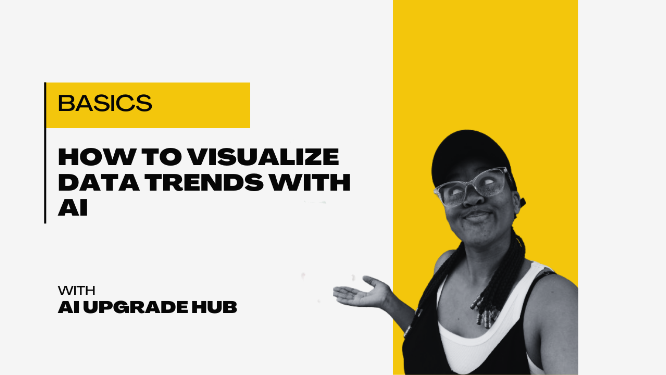 BASICS
HOW TO VISUALIZE
DATA TRENDS WITH
AI
WITH
AI UPGRADE HUB